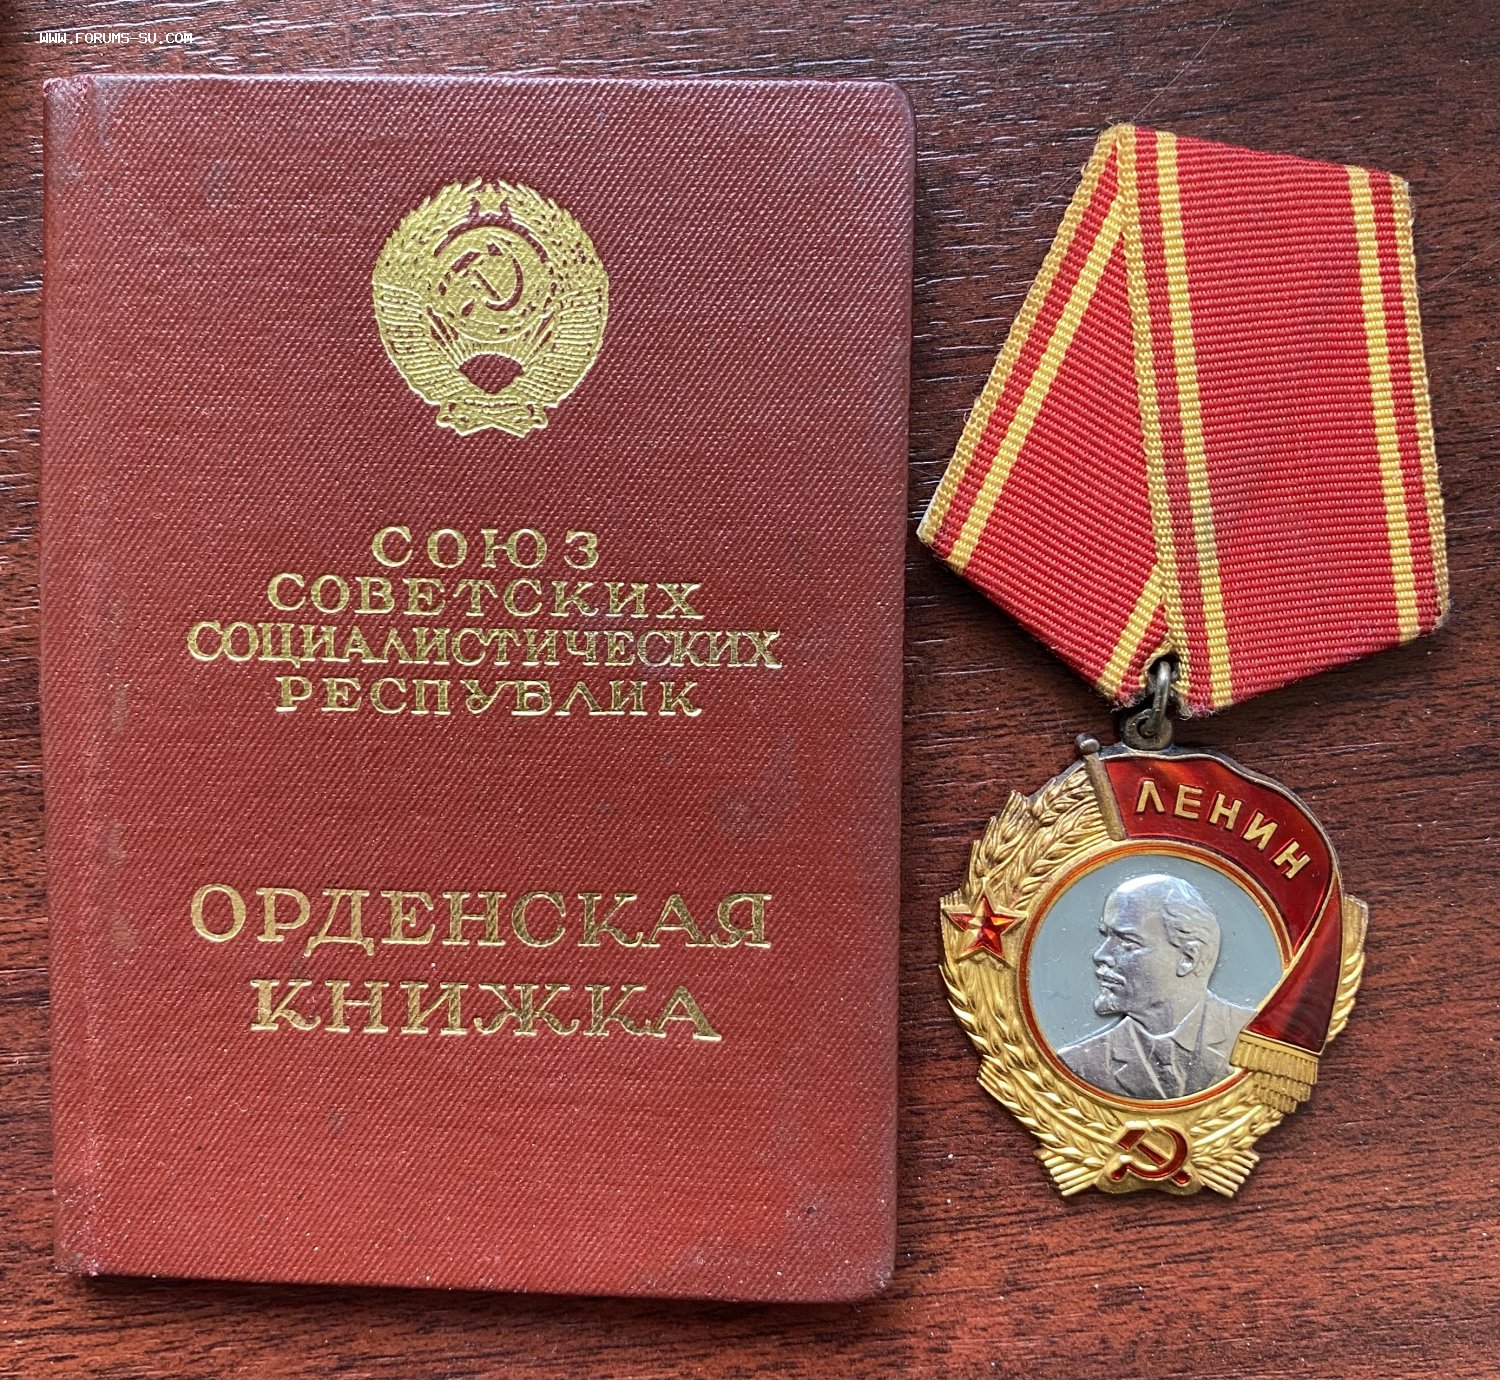 WWW.FORUMS-SU.COM
СОЮЗ
СОВЕТСКИХ
СОЦИАЛИСТИЧЕСКИХ
РЕСПУБЛИК
ОРДЕНСКАЯ
КНИЖКА
ЛЕНИН